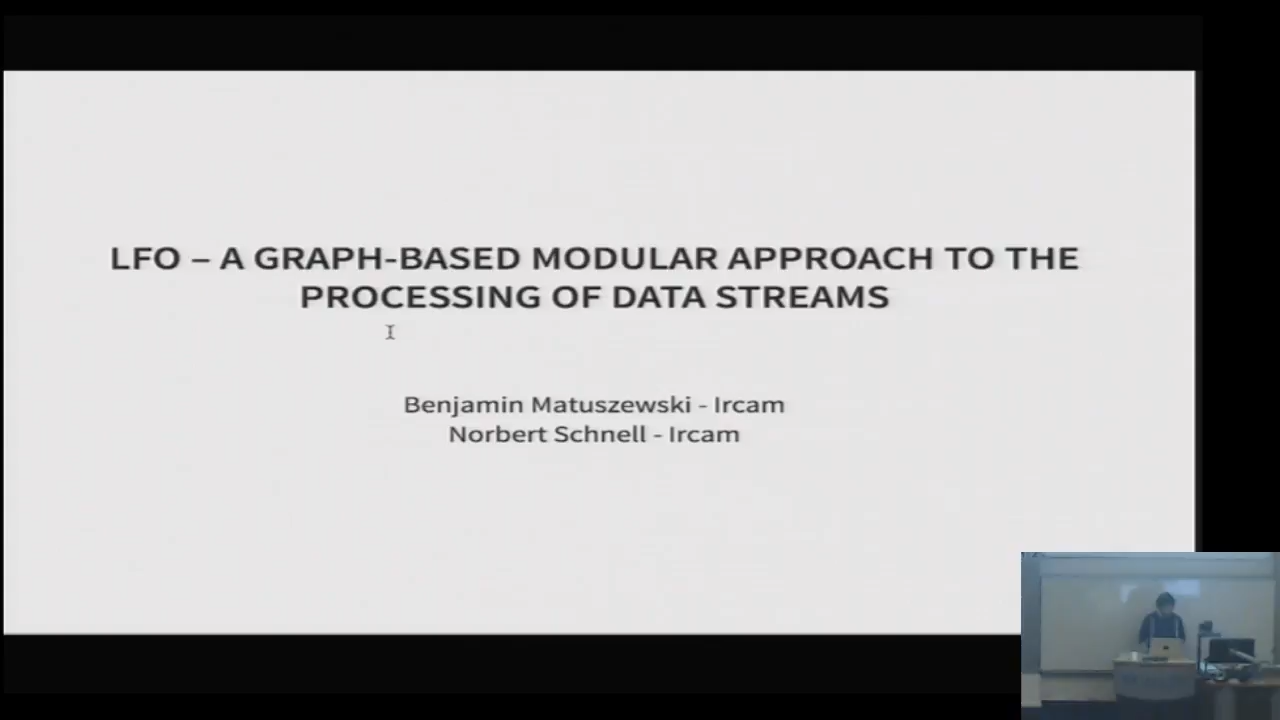 LFO – A GRAPH-BASED MODULAR APPROACH TO THE
PROCESSING OF DATA STREAMS
Benjamin Matuszewski - Ircam
Norbert Schnell - Ircam